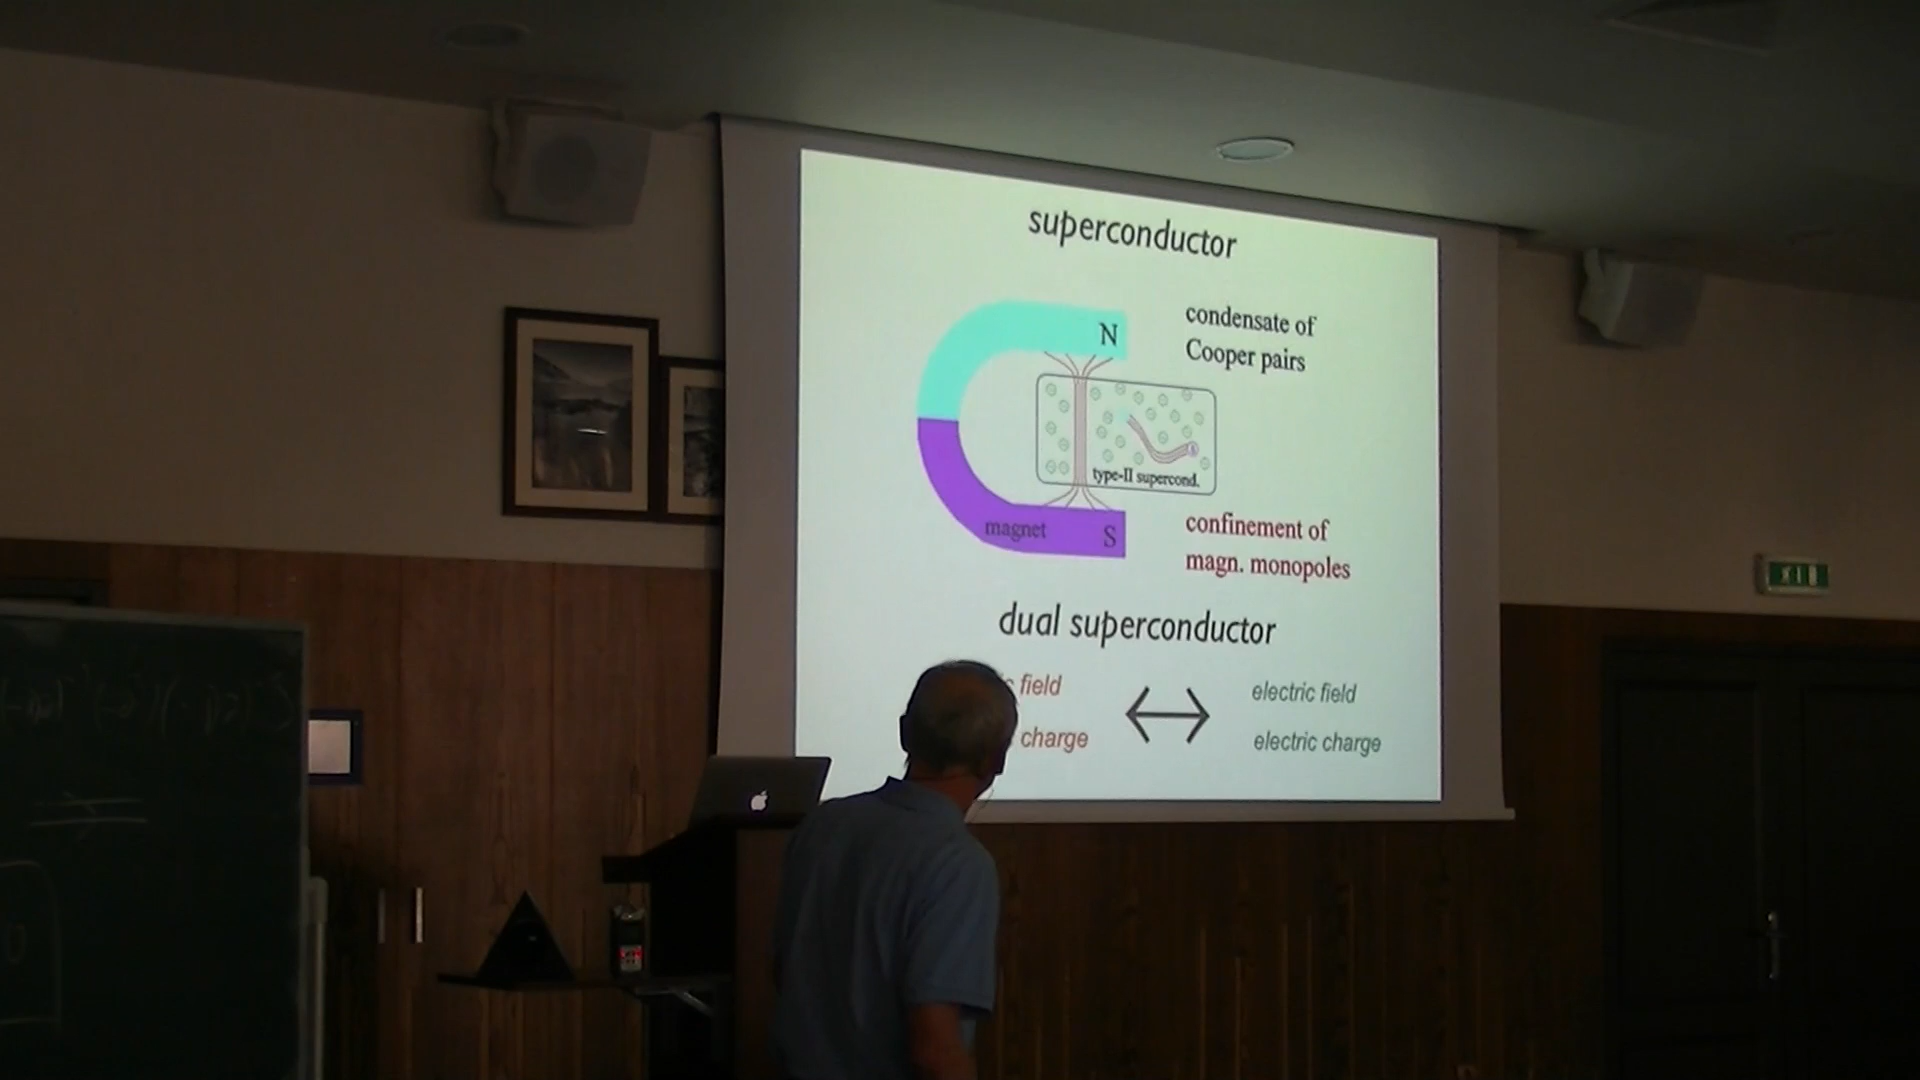 superconductor
N
condensate of
Cooper pairs
type-II supercond.
magnet
S
confinement of
magn. monopoles
dual superconductor
field
electric field
charge
electric charge